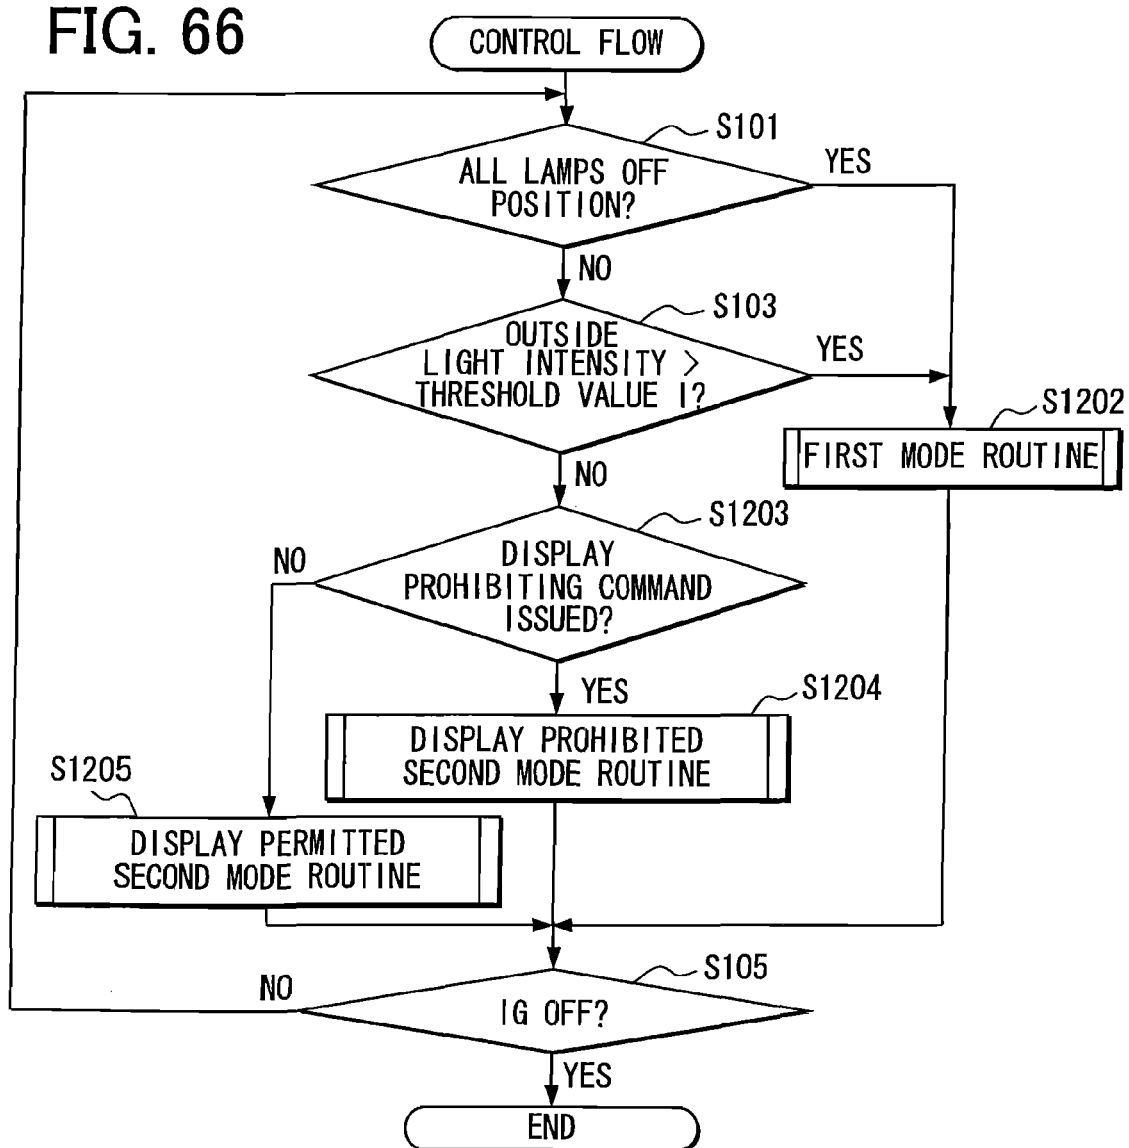 FIG. 66
CONTROL FLOW
S101
ALL LAMPS OFF
POSITION?
YES
NO
S103
OUTSIDE
LIGHT INTENSITY >
THRESHOLD VALUE I?
YES
S1202
FIRST MODE ROUTINE
NO
S1203
DISPLAY
PROHIBITING COMMAND
ISSUED?
NO
YES
S1204
DISPLAY PROHIBITED
SECOND MODE ROUTINE
S1205
DISPLAY PERMITTED
SECOND MODE ROUTINE
S105
NO
IG OFF?
YES
END